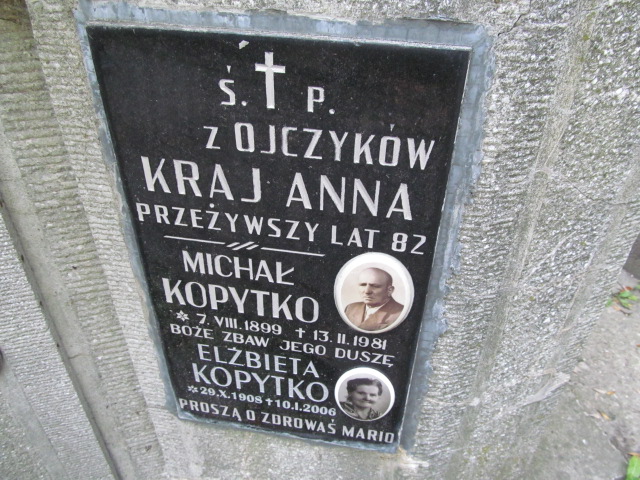 Ś. † P.
Z OJCZYKÓW
KRAJ ANNA
PRZEŻYWSZY LAT 82
MICHAŁ
KOPYTKO
* 7. VIII. 1899 † 13. II. 1981
BOŻE ZBAW JEGO DUSZĘ
ELŻBIETA
KOPYTKO
* 29. X. 1908 † 10. I. 2006
PROSZĄ O ZDROWAŚ MARIO